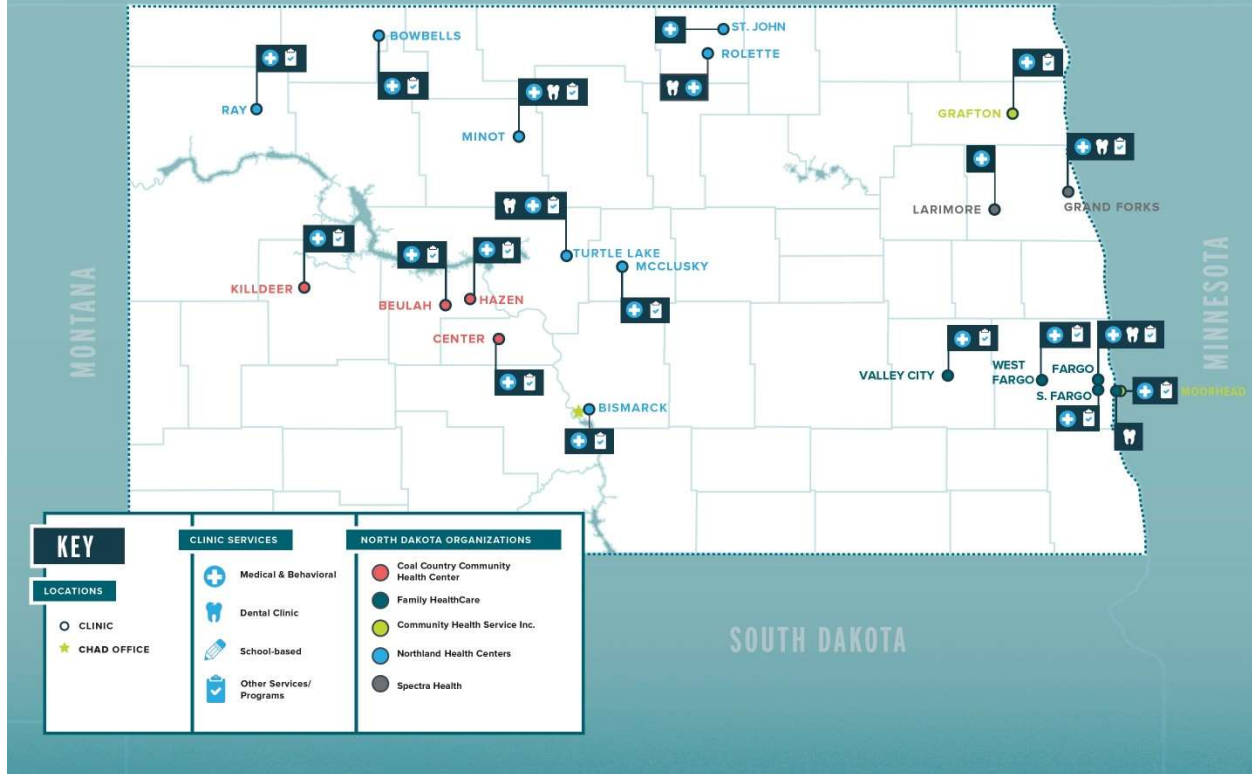 BOWBELLS
ST. JOHN
ROLETTE
RAY
GRAFTON
MINOT
LARIMORE
GRAND FORKS
TURTLE LAKE
MCCLUSKY
KILLDEER
BEULAH
HAZEN
CENTER
MONTANA
MINNESOTA
VALLEY CITY
WEST
FARGO
FARGO
S. FARGO
MOORHEAD
BISMARCK
KEY
LOCATIONS
CLINIC
CHAD OFFICE
CLINIC SERVICES
Medical & Behavioral
Dental Clinic
School-based
Other Services/
Programs
NORTH DAKOTA ORGANIZATIONS
Coal Country Community
Health Center
Family HealthCare
Community Health Service Inc.
Northland Health Centers
Spectra Health
SOUTH DAKOTA